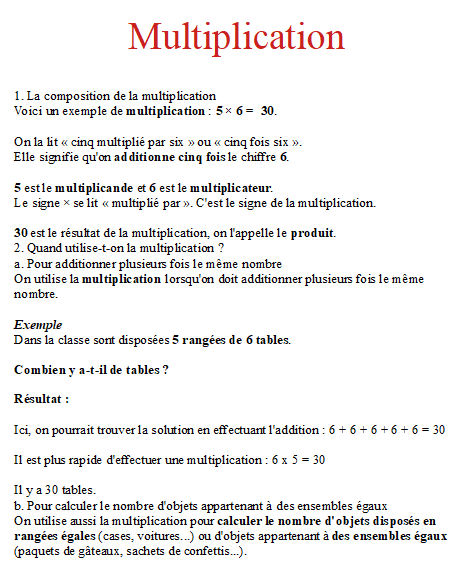 Multiplication
1. La composition de la multiplication
Voici un exemple de multiplication : 5 × 6 = 30.
On la lit « cinq multiplié par six » ou « cinq fois six ».
Elle signifie qu'on additionne cinq fois le chiffre 6.
5 est le multiplicande et 6 est le multiplicateur.
Le signe × se lit « multiplié par ». C'est le signe de la multiplication.
30 est le résultat de la multiplication, on l'appelle le produit.
2. Quand utilise-t-on la multiplication ?
a. Pour additionner plusieurs fois le même nombre
On utilise la multiplication lorsqu'on doit additionner plusieurs fois le même
nombre.
Exemple
Dans la classe sont disposées 5 rangées de 6 tables.
Combien y a-t-il de tables ?
Résultat :
Ici, on pourrait trouver la solution en effectuant l'addition : 6 + 6 + 6 + 6 + 6 = 30
Il est plus rapide d'effectuer une multiplication : 6 x 5 = 30
Il y a 30 tables.
b. Pour calculer le nombre d'objets appartenant à des ensembles égaux
On utilise aussi la multiplication pour calculer le nombre d'objets disposés en
rangées égales (cases, voitures...) ou d'objets appartenant à des ensembles égaux
(paquets de gâteaux, sachets de confettis...).